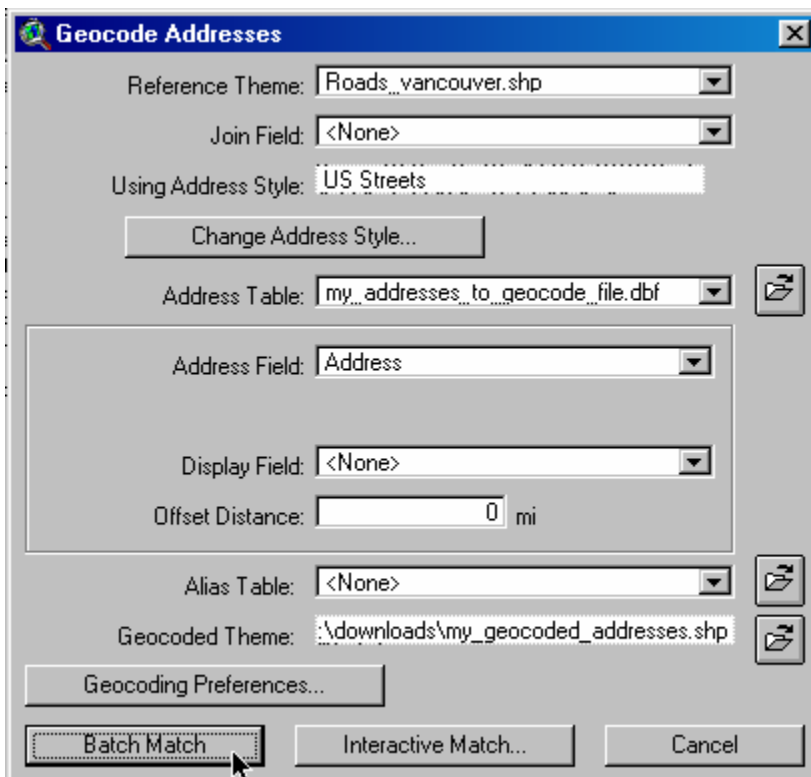 Geocode Addresses
Reference Theme: Roads_vancouver.shp
Join Field: <None>
Using Address Style: US Streets
Change Address Style...
Address Table: my_addresses_to_geocode_file.dbf
Address Field: Address
Display Field: <None>
Offset Distance: 0 mi
Alias Table: <None>
Geocoded Theme: :\downloads\my_geocoded_addresses.shp
Geocoding Preferences...
Batch Match Interactive Match... Cancel